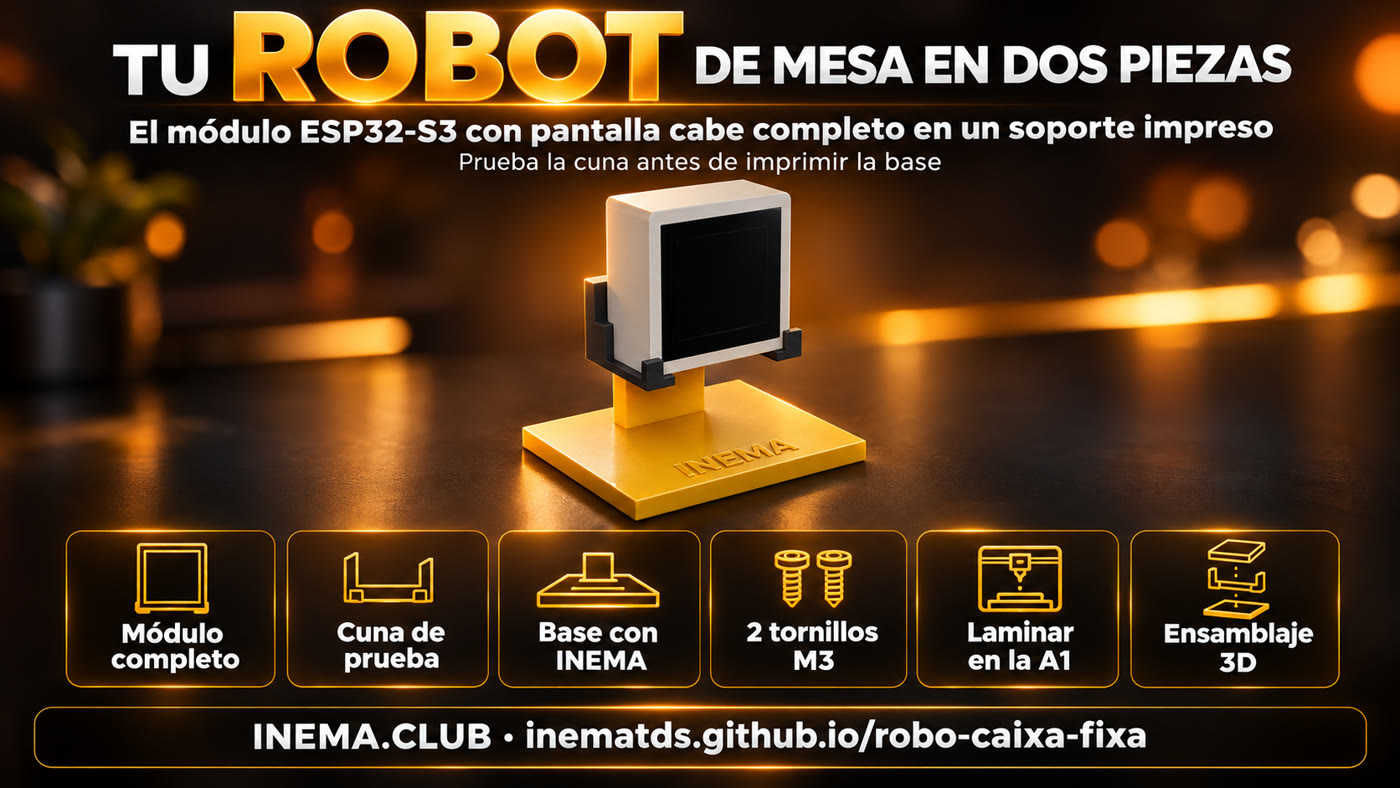 TU ROBOT DE MESA EN DOS PIEZAS
El módulo ESP32-S3 con pantalla cabe completo en un soporte impreso
Prueba la cuna antes de imprimir la base
INEMA
Módulo
completo
Cuna de
prueba
Base con
INEMA
2 tornillos
M3
Laminar
en la A1
Ensamblaje
3D
INEMA.CLUB · inematds.github.io/robo-caixa-fixa